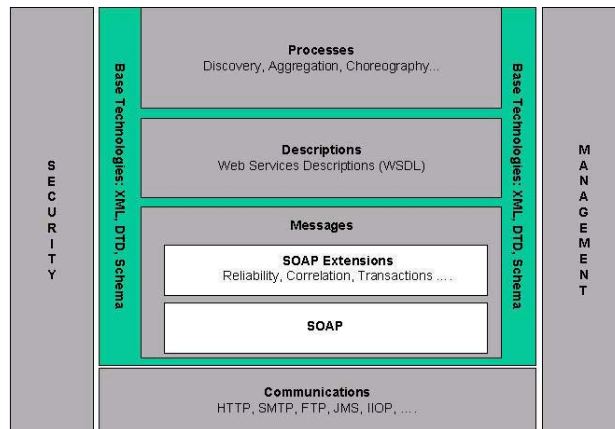 SECURITY
Base Technologies: XML, DTD, Schema
Processes
Discovery, Aggregation, Choreography...
Descriptions
Web Services Descriptions (WSDL)
Messages
SOAP Extensions
Reliability, Correlation, Transactions ....
SOAP
Base Technologies: XML, DTD, Schema
MANAGEMENT
Communications
HTTP, SMTP, FTP, JMS, IIOP, ....